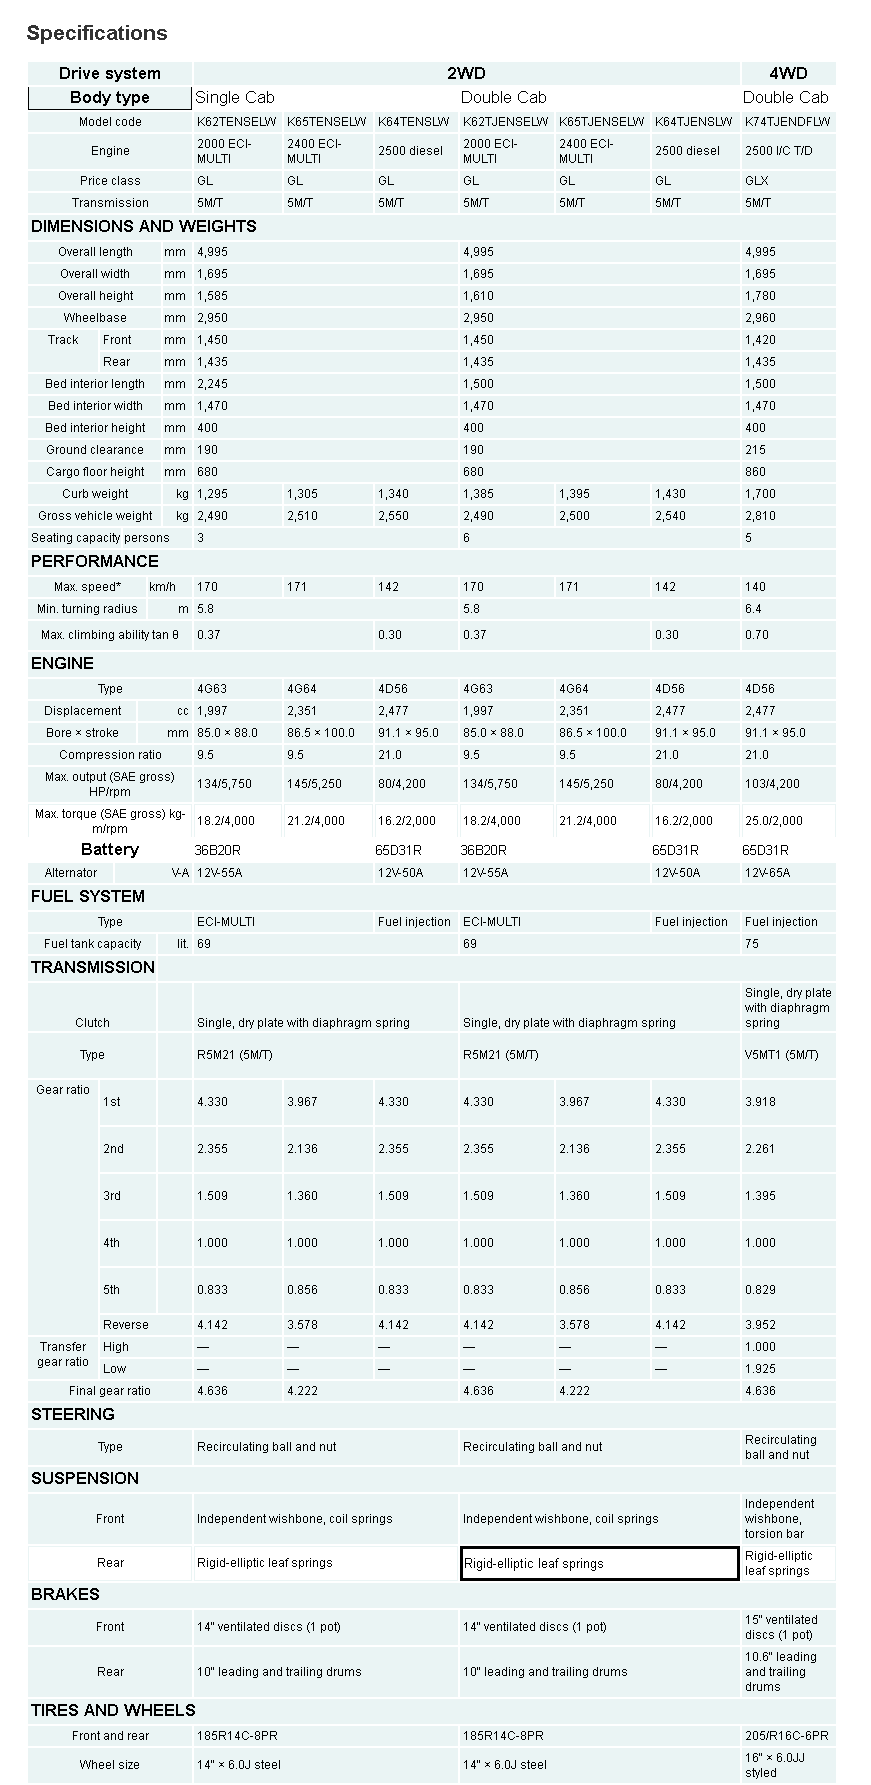 Specifications
Drive system 2WD 4WD
Body type Single Cab Double Cab Double Cab
Model code K62TENSELW K65TENSELW K64TENSLW K62TJENSELW K65TJENSELW K64TJENSLW K74TJENDFLW
Engine 2000 ECI-MULTI 2400 ECI-MULTI 2500 diesel 2000 ECI-MULTI 2400 ECI-MULTI 2500 diesel 2500 I/C T/D
Price class GL GL GL GL GL GL GLX
Transmission 5M/T 5M/T 5M/T 5M/T 5M/T 5M/T 5M/T
DIMENSIONS AND WEIGHTS
Overall length mm 4,995 4,995 4,995
Overall width mm 1,695 1,695 1,695
Overall height mm 1,585 1,610 1,780
Wheelbase mm 2,950 2,950 2,960
Track Front mm 1,450 1,450 1,420
Rear mm 1,435 1,435 1,435
Bed interior length mm 2,245 1,500 1,500
Bed interior width mm 1,470 1,470 1,470
Bed interior height mm 400 400 400
Ground clearance mm 190 190 215
Cargo floor height mm 680 680 860
Curb weight kg 1,295 1,305 1,340 1,385 1,395 1,430 1,700
Gross vehicle weight kg 2,490 2,510 2,550 2,490 2,500 2,540 2,810
Seating capacity persons 3 6 5
PERFORMANCE
Max. speed* km/h 170 171 142 170 171 142 140
Min. turning radius m 5.8 5.8 6.4
Max. climbing ability tan θ 0.37 0.30 0.37 0.30 0.70
ENGINE
Type 4G63 4G64 4D56 4G63 4G64 4D56 4D56
Displacement cc 1,997 2,351 2,477 1,997 2,351 2,477 2,477
Bore × stroke mm 85.0 × 88.0 86.5 × 100.0 91.1 × 95.0 85.0 × 88.0 86.5 × 100.0 91.1 × 95.0 91.1 × 95.0
Compression ratio 9.5 9.5 21.0 9.5 9.5 21.0 21.0
Max. output (SAE gross) HP/rpm 134/5,750 145/5,250 80/4,200 134/5,750 145/5,250 80/4,200 103/4,200
Max. torque (SAE gross) kg-m/rpm 18.2/4,000 21.2/4,000 16.2/2,000 18.2/4,000 21.2/4,000 16.2/2,000 25.0/2,000
Battery 36B20R 65D31R 36B20R 65D31R 65D31R
Alternator V-A 12V-55A 12V-50A 12V-55A 12V-50A 12V-65A
FUEL SYSTEM
Type ECI-MULTI Fuel injection ECI-MULTI Fuel injection Fuel injection
Fuel tank capacity lit. 69 69 75
TRANSMISSION
Clutch Single, dry plate with diaphragm spring Single, dry plate with diaphragm spring Single, dry plate with diaphragm spring
Type R5M21 (5M/T) R5M21 (5M/T) V5MT1 (5M/T)
Gear ratio 1st 4.330 3.967 4.330 4.330 3.967 4.330 3.918
2nd 2.355 2.136 2.355 2.355 2.136 2.355 2.261
3rd 1.509 1.360 1.509 1.509 1.360 1.509 1.395
4th 1.000 1.000 1.000 1.000 1.000 1.000 1.000
5th 0.833 0.856 0.833 0.833 0.856 0.833 0.829
Reverse 4.142 3.578 4.142 4.142 3.578 4.142 3.952
Transfer gear ratio High — — — — — — 1.000
Low — — — — — — 1.925
Final gear ratio 4.636 4.222 4.636 4.222 4.636
STEERING
Type Recirculating ball and nut Recirculating ball and nut Recirculating ball and nut
SUSPENSION
Front Independent wishbone, coil springs Independent wishbone, coil springs Independent wishbone, torsion bar
Rear Rigid-elliptic leaf springs Rigid-elliptic leaf springs Rigid-elliptic leaf springs
BRAKES
Front 14" ventilated discs (1 pot) 14" ventilated discs (1 pot) 15" ventilated discs (1 pot)
Rear 10" leading and trailing drums 10" leading and trailing drums 10.6" leading and trailing drums
TIRES AND WHEELS
Front and rear 185R14C-8PR 185R14C-8PR 205/R16C-6PR
Wheel size 14" × 6.0J steel 14" × 6.0J steel 16" × 6.0JJ styled